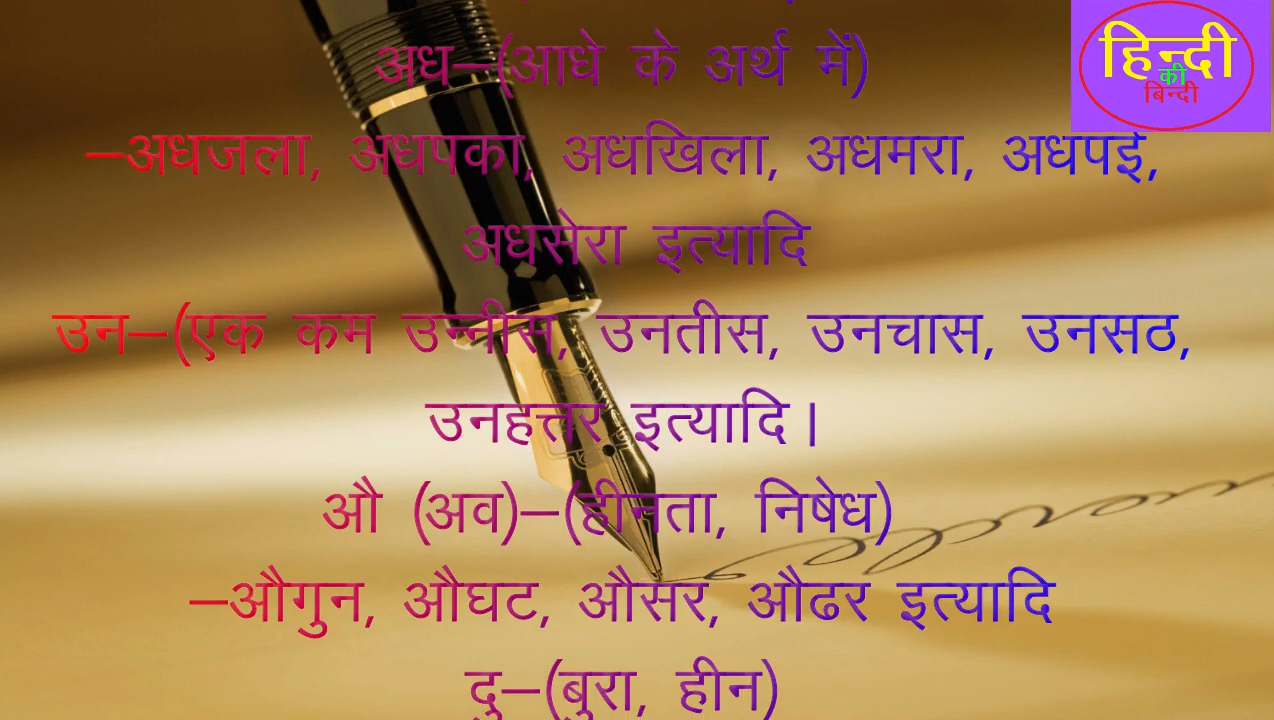 अध–(आधे के अर्थ में)
हिन्दी
की
बिन्दी
–अधजला, अधपका, अधखिला, अधमरा, अधपई,
अधसेरा इत्यादि
उन–(एक कम उन्नीस, उनतीस, उनचास, उनसठ,
उनहत्तर इत्यादि।
औ (अव)–(हीनता, निषेध)
–औगुन, औघट, औसर, औढर इत्यादि
दु–(बुरा, हीन)